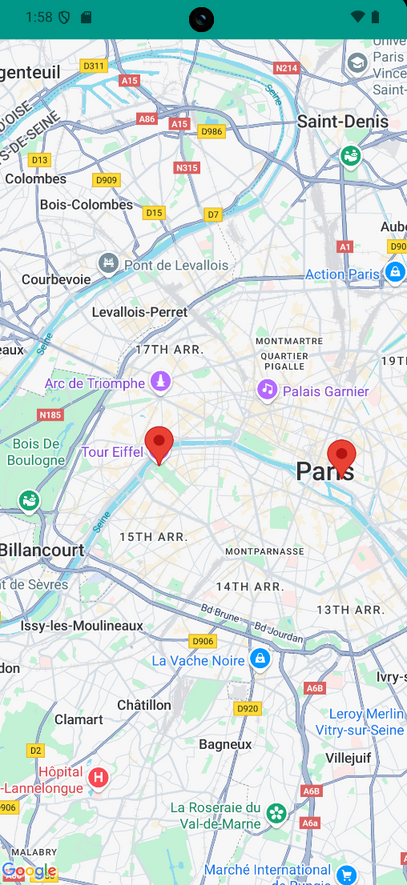 1:58
Unive
Paris
Vince
Saint-
genteuil
D311
A15
N214
Seine
D'OISE
S-DE-SEINE
A86
A15
D986
Saint-Denis
D13
N315
Colombes
D909
Bois-Colombes
D15
D7
Aube
A1
D90
Pont de Levallois
Action Paris
Courbevoie
Levallois-Perret
Seine
eaux
17TH ARR.
MONTMARTRE
QUARTIER
PIGALLE
19TH
Arc de Triomphe
Palais Garnier
N185
Bois De
Boulogne
Tour Eiffel
Paris
Seine
15TH ARR.
Billancourt
MONTPARNASSE
nt de Sèvres
14TH ARR.
13TH ARR.
Bd Brune
Bd Jourdan
Issy-les-Moulineaux
D906
La Vache Noire
don
A6B
Ivry-s
Châtillon
D920
Clamart
Leroy Merlin
Vitry-sur-Seine
D2
Bagneux
Villejuif
Hôpital
-Lannelongue
A6B
906
La Roseraie du
Val-de-Marne
A6a
MALABRY
Google
Marché International
de Rungis